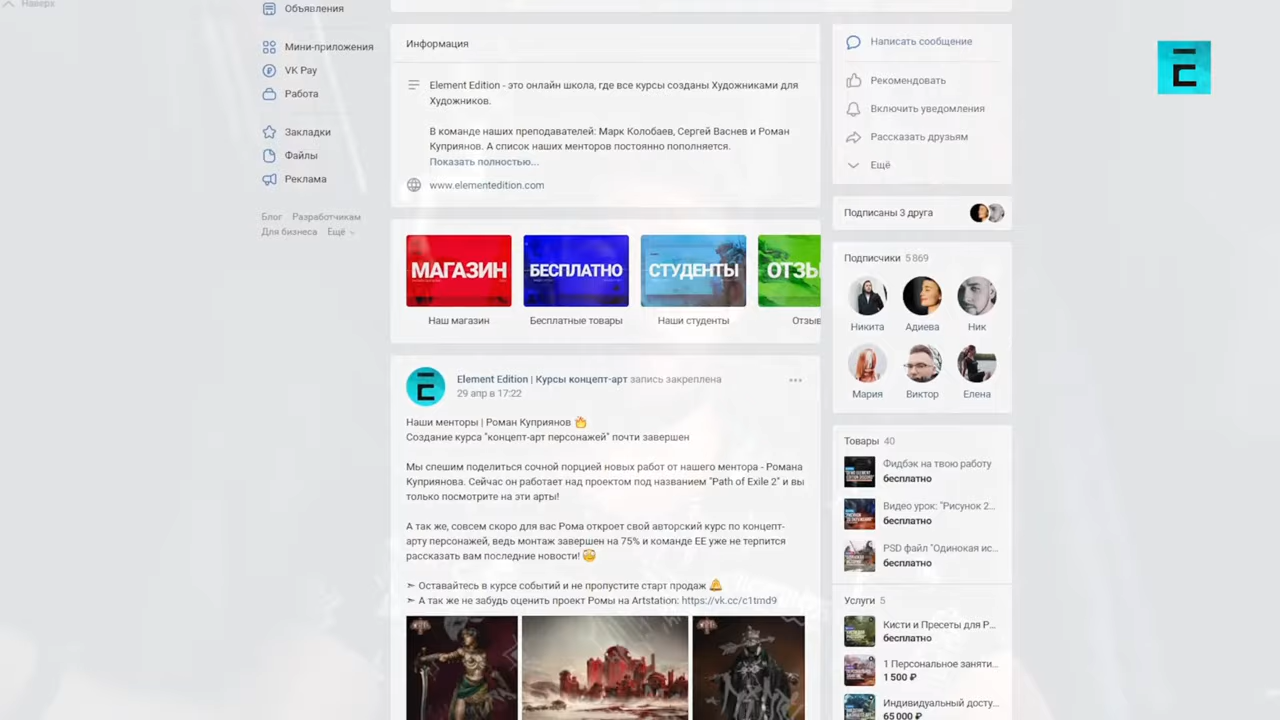 Наверх
Объявления
Мини-приложения
VK Pay
Работа
Закладки
Файлы
Реклама
Блог Разработчикам
Для бизнеса Ещё
Информация
Element Edition - это онлайн школа, где все курсы созданы Художниками для
Художников.
В команде наших преподавателей: Марк Колобаев, Сергей Васнев и Роман
Куприянов. А список наших менторов постоянно пополняется.
Показать полностью...
www.elementedition.com
МАГАЗИН
БЕСПЛАТНО
СТУДЕНТЫ
ОТЗЫ
Наш магазин
Бесплатные товары
Наши студенты
Отзыв
Element Edition | Курсы концепт-арт запись закреплена
29 апр в 17:22
Наши менторы | Роман Куприянов
Создание курса "концепт-арт персонажей" почти завершен
Мы спешим поделиться сочной порцией новых работ от нашего ментора - Романа
Куприянова. Сейчас он работает над проектом под названием "Path of Exile 2" и вы
только посмотрите на эти арты!
А так же, совсем скоро для вас Рома откроет свой авторский курс по концепт-
арту персонажей, ведь монтаж завершен на 75% и команде ЕЕ уже не терпится
рассказать вам последние новости!
➣ Оставайтесь в курсе событий и не пропустите старт продаж
➣ А так же не забудь оценить проект Ромы на Artstation: https://vk.cc/c1tmd9
Написать сообщение
Рекомендовать
Включить уведомления
Рассказать друзьям
Ещё
Подписаны 3 друга
Подписчики 5 869
Никита
Адиева
Ник
Мария
Виктор
Елена
Товары 40
Фидбэк на твою работу
бесплатно
Видео урок: "Рисунок 2...
бесплатно
PSD файл "Одинокая ис...
бесплатно
Услуги 5
Кисти и Пресеты для P...
бесплатно
1 Персональное заняти...
1 500 ₽
Индивидуальный досту...
65 000 ₽